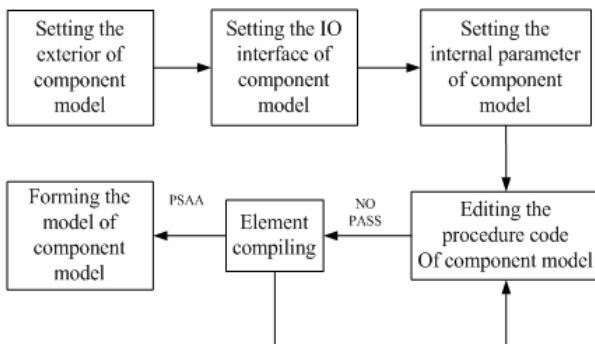 Setting the
exterior of
component
model
Setting the IO
interface of
component
model
Setting the
internal parameter
of component
model
Forming the
model of
component
model
PSAA
Element
compiling
NO
PASS
Editing the
procedure code
Of component model